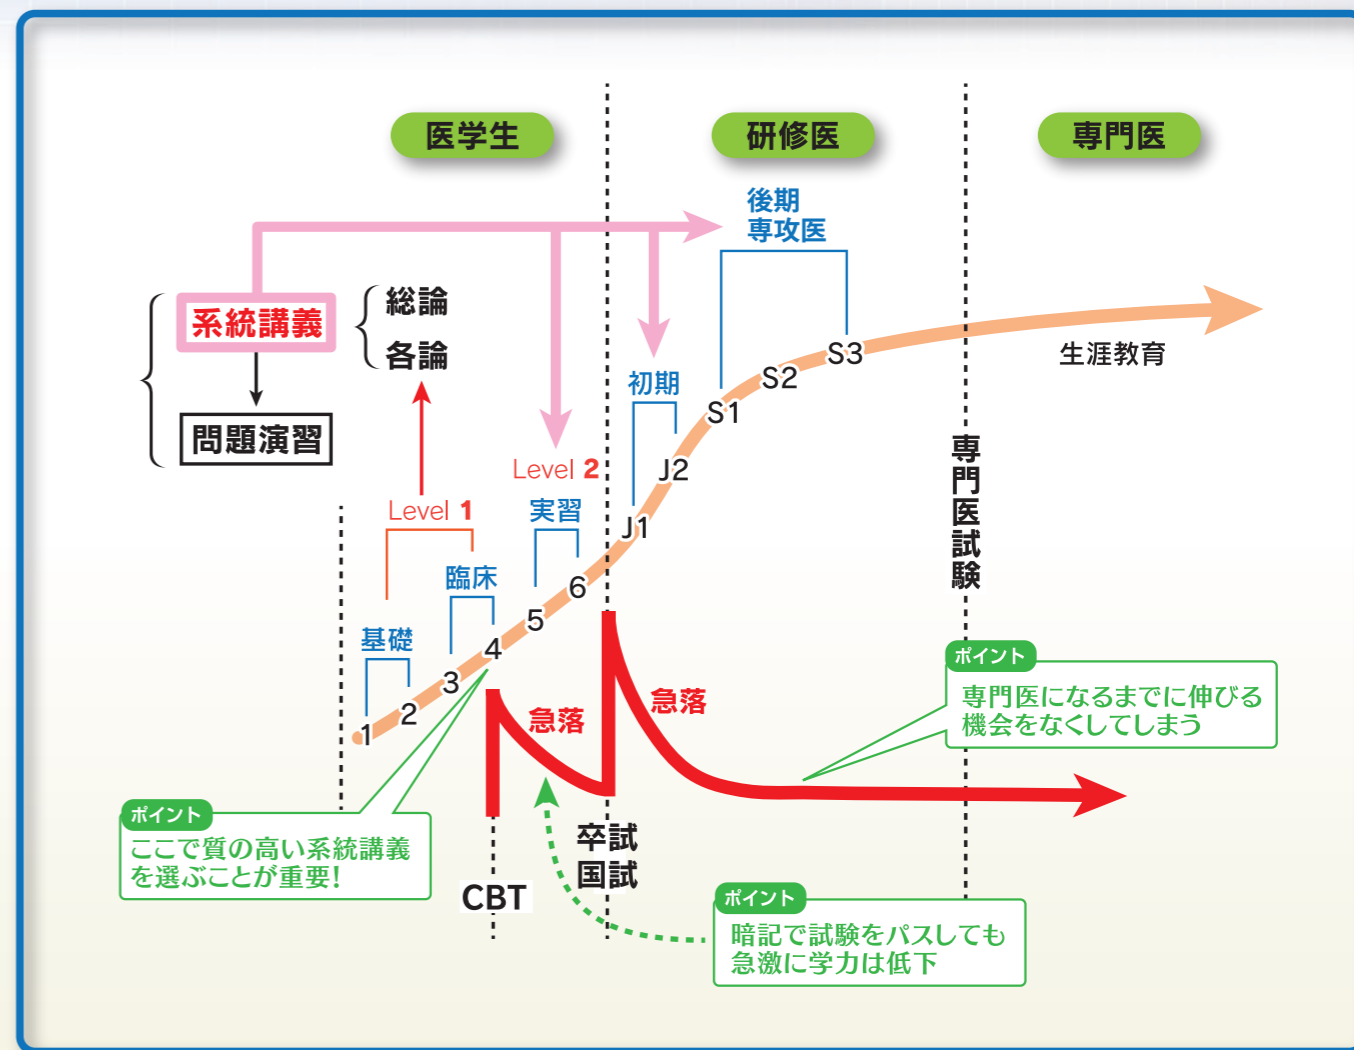 医学生
研修医
専門医
後期
専攻医
系統講義
総論
各論
問題演習
初期
S1
S2
S3
生涯教育
Level 2
実習
J1
J2
Level 1
臨床
基礎
1
2
3
4
5
6
専門医試験
急落
急落
ポイント
専門医になるまでに伸びる
機会をなくしてしまう
ポイント
ここで質の高い系統講義
を選ぶことが重要!
卒試
国試
CBT
ポイント
暗記で試験をパスしても
急激に学力は低下